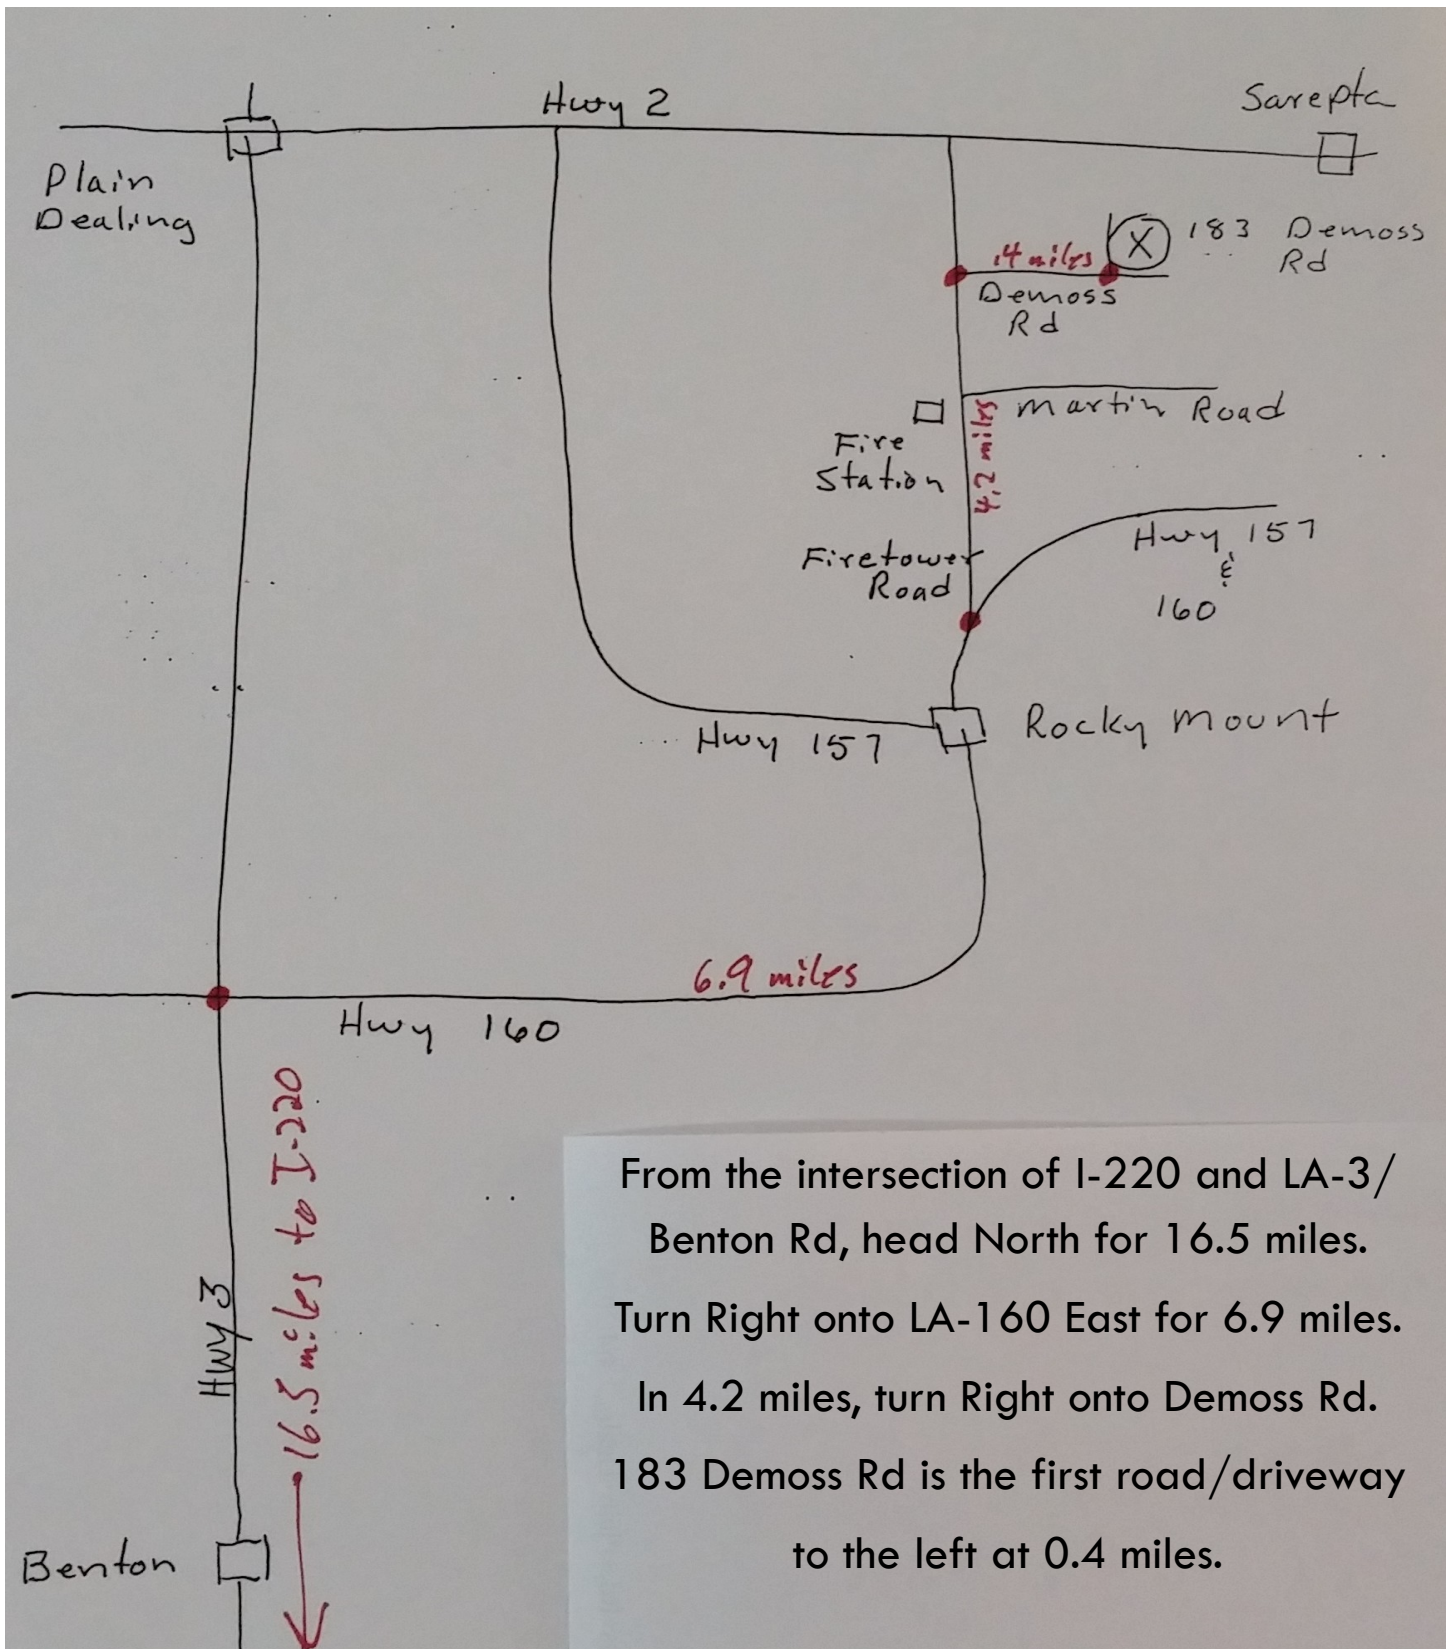 Hwy 2
Sarepta
Plain
Dealing
.4 miles
X
183 Demoss
Rd
Demoss
Rd
Martin Road
Fire
Station
4.2 miles
Firetower
Road
Hwy 157
&
160
Rocky Mount
Hwy 157
6.9 miles
Hwy 160
16.5 miles to I-220
HWY 3
Benton
From the intersection of I-220 and LA-3/
Benton Rd, head North for 16.5 miles.
Turn Right onto LA-160 East for 6.9 miles.
In 4.2 miles, turn Right onto Demoss Rd.
183 Demoss Rd is the first road/driveway
to the left at 0.4 miles.